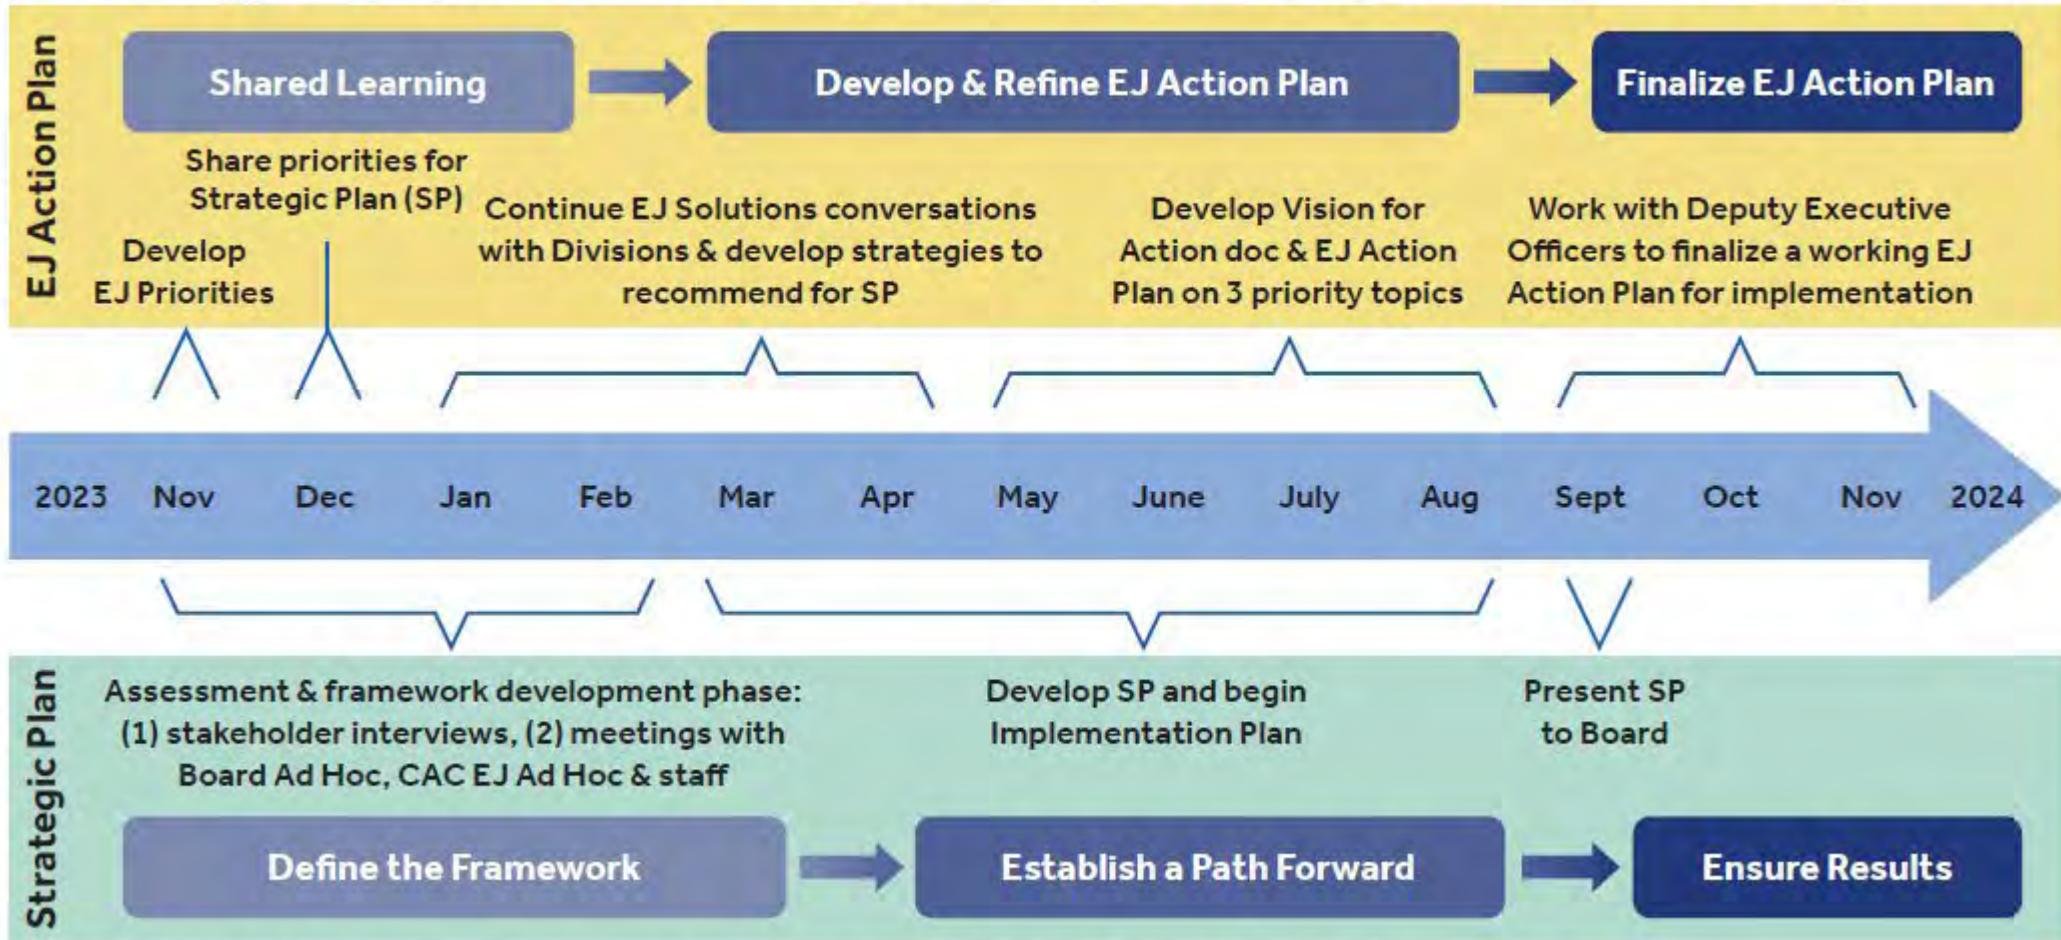 EJ Action Plan
Shared Learning
Develop & Refine EJ Action Plan
Finalize EJ Action Plan
Share priorities for
Strategic Plan (SP)
Develop
EJ Priorities
Continue EJ Solutions conversations
with Divisions & develop strategies to
recommend for SP
Develop Vision for
Action doc & EJ Action
Plan on 3 priority topics
Work with Deputy Executive
Officers to finalize a working EJ
Action Plan for implementation
2023 Nov Dec Jan Feb Mar Apr May June July Aug Sept Oct Nov 2024
Strategic Plan
Assessment & framework development phase:
(1) stakeholder interviews, (2) meetings with
Board Ad Hoc, CAC EJ Ad Hoc & staff
Develop SP and begin
Implementation Plan
Present SP
to Board
Define the Framework
Establish a Path Forward
Ensure Results